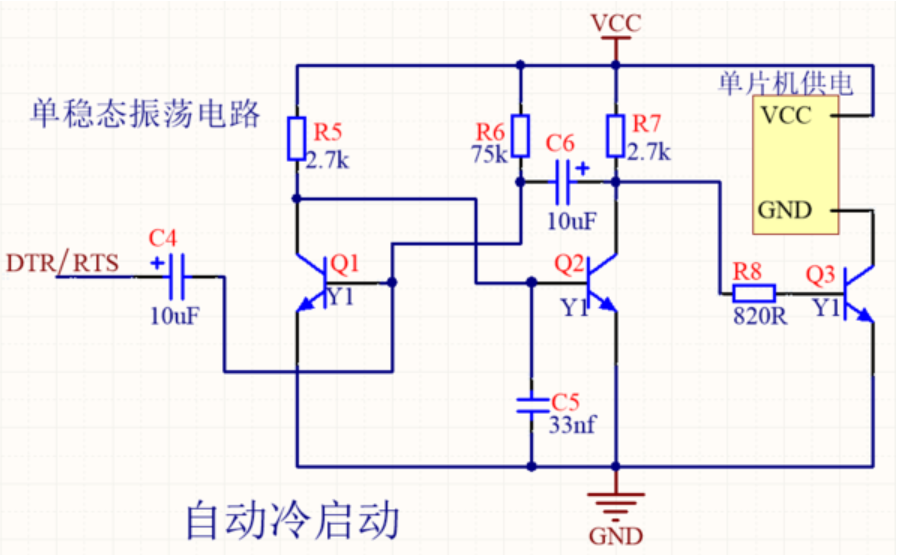 VCC
单片机供电
单稳态振荡电路
R5
2.7k
R6
75k
C6
+
10uF
R7
2.7k
VCC
GND
DTR/RTS
C4
+
10uF
Q1
Y1
Q2
Y1
R8
820R
Q3
Y1
C5
33nf
自动冷启动
GND